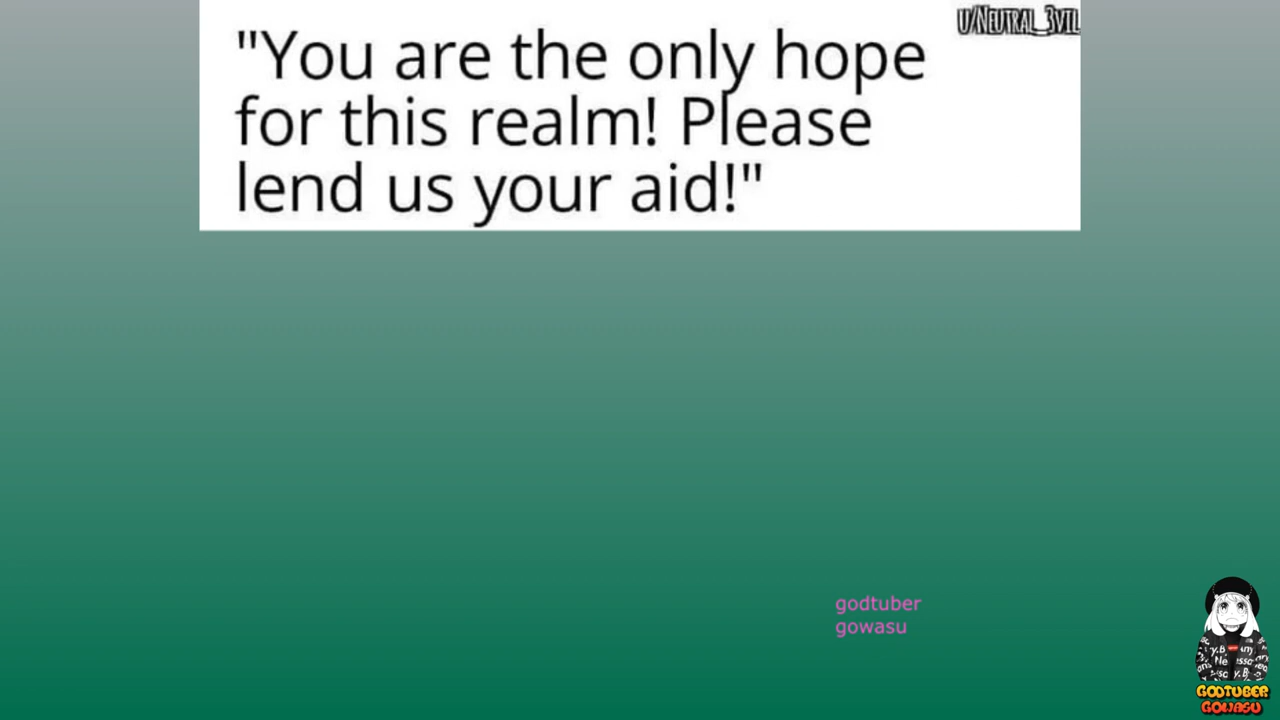 u/Neutral_3vil
"You are the only hope
for this realm! Please
lend us your aid!"
godtuber
gowasu
GODTUBER
GOWASU